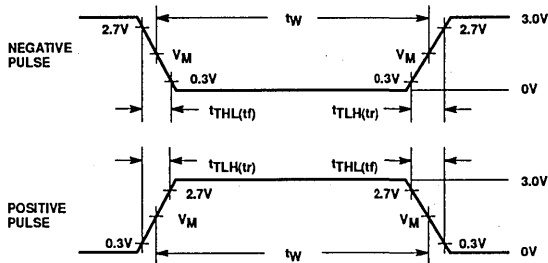 tW
3.0V
2.7V
2.7V
NEGATIVE
PULSE
VM
VM
0.3V
0.3V
0V
tTHL(tf)
tTLH(tr)
tTLH(tr)
tTHL(tf)
3.0V
2.7V
2.7V
POSITIVE
PULSE
VM
VM
0.3V
0.3V
tW
0V